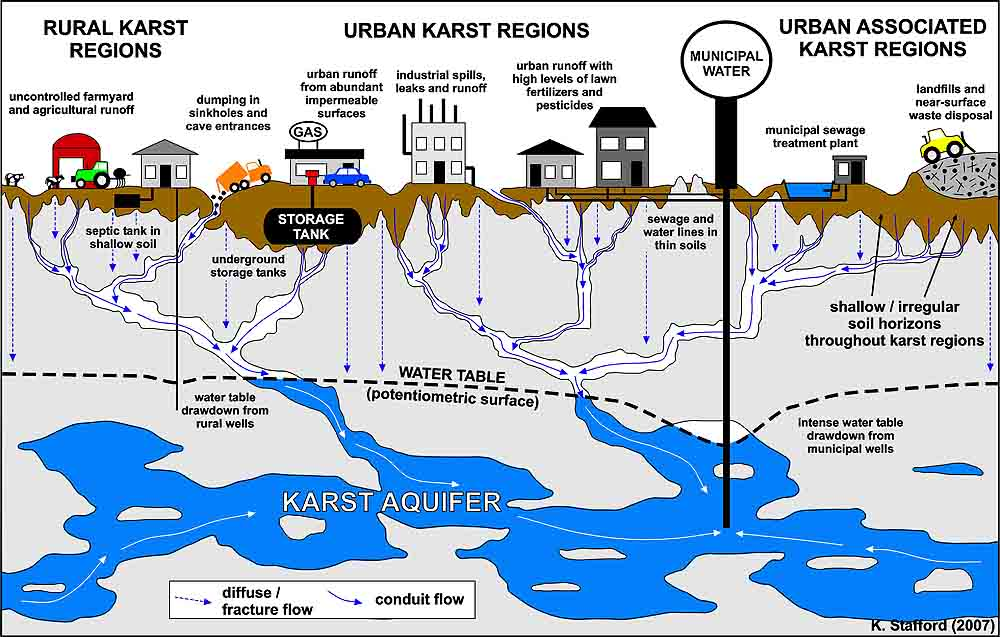 RURAL KARST
REGIONS
URBAN KARST REGIONS
URBAN ASSOCIATED
KARST REGIONS
MUNICIPAL
WATER
uncontrolled farmyard
and agricultural runoff
dumping in
sinkholes and
cave entrances
urban runoff
from abundant
impermeable
surfaces
industrial spills,
leaks and runoff
urban runoff with
high levels of lawn
fertilizers and
pesticides
municipal sewage
treatment plant
landfills and
near-surface
waste disposal
GAS
septic tank in
shallow soil
STORAGE
TANK
underground
storage tanks
sewage and
water lines in
thin soils
shallow / irregular
soil horizons
throughout karst regions
WATER TABLE
(potentiometric surface)
water table
drawdown from
rural wells
intense water table
drawdown from
municipal wells
KARST AQUIFER
diffuse /
fracture flow
conduit flow
K. Stafford (2007)